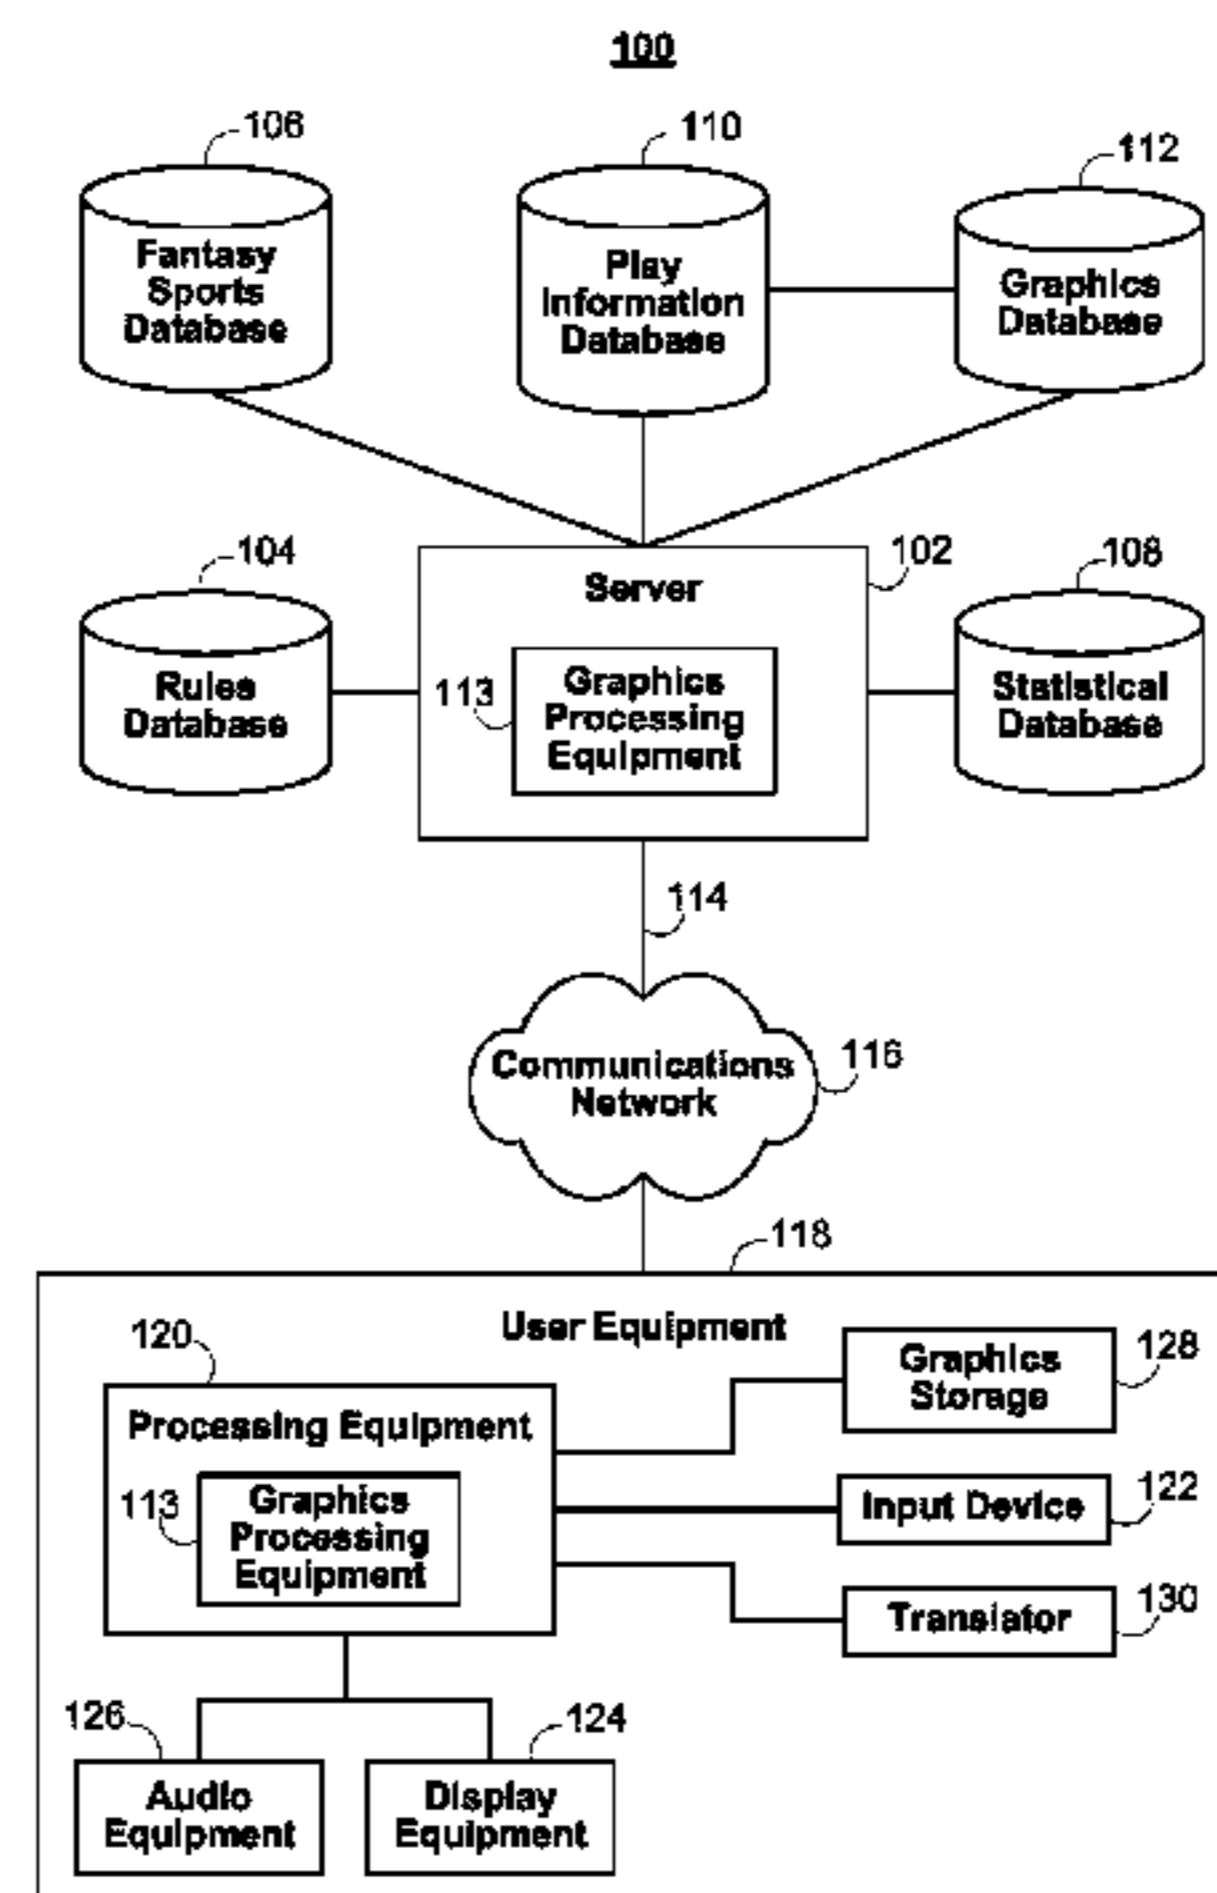 100
106
110
112
Fantasy
Sports
Database
Play
Information
Database
Graphics
Database
104
102
108
Server
Rules
Database
113
Graphics
Processing
Equipment
Statistical
Database
114
Communications
Network
116
118
User Equipment
120
Processing Equipment
113
Graphics
Processing
Equipment
Graphics
Storage
128
Input Device
122
Translator
130
126
124
Audio
Equipment
Display
Equipment